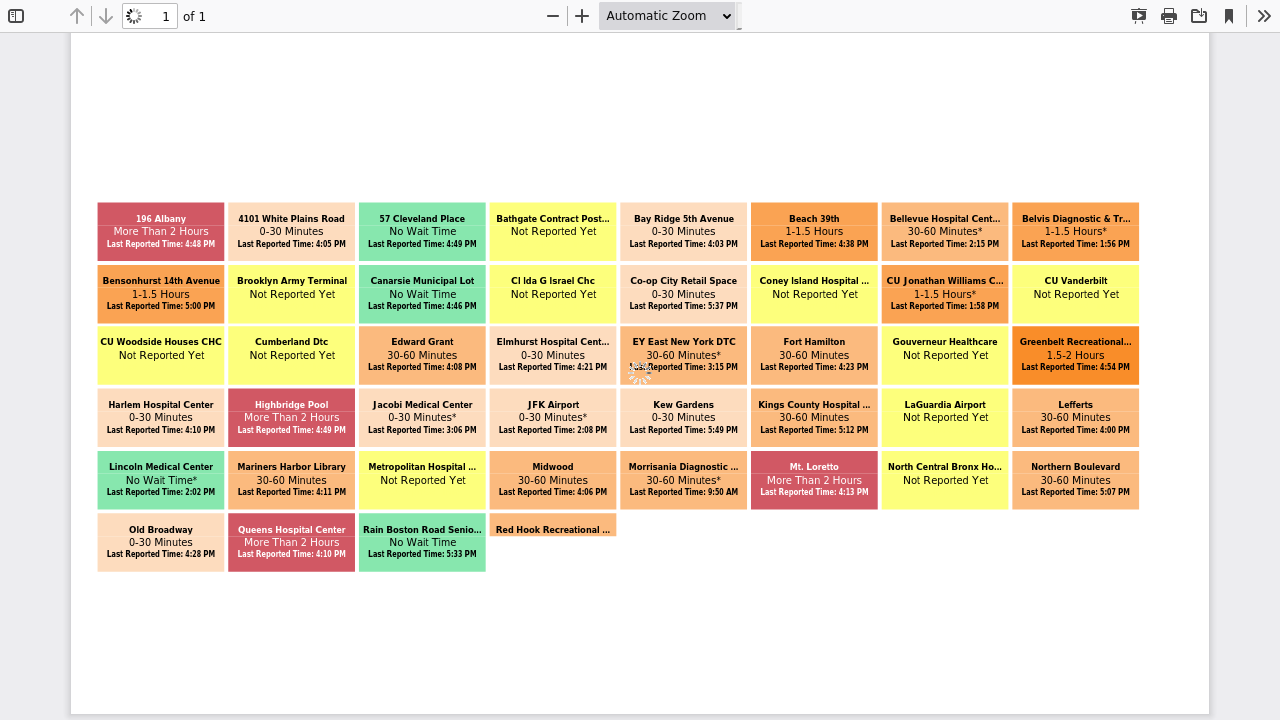 1 of 1 Automatic Zoom
196 Albany
More Than 2 Hours
Last Reported Time: 4:48 PM
4101 White Plains Road
0-30 Minutes
Last Reported Time: 4:05 PM
57 Cleveland Place
No Wait Time
Last Reported Time: 4:49 PM
Bathgate Contract Post...
Not Reported Yet
Bay Ridge 5th Avenue
0-30 Minutes
Last Reported Time: 4:03 PM
Beach 39th
1-1.5 Hours
Last Reported Time: 4:38 PM
Bellevue Hospital Cent...
30-60 Minutes*
Last Reported Time: 2:15 PM
Belvis Diagnostic & Tr...
1-1.5 Hours*
Last Reported Time: 1:56 PM
Bensonhurst 14th Avenue
1-1.5 Hours
Last Reported Time: 5:00 PM
Brooklyn Army Terminal
Not Reported Yet
Canarsie Municipal Lot
No Wait Time
Last Reported Time: 4:46 PM
Cl Ida G Israel Chc
Not Reported Yet
Co-op City Retail Space
0-30 Minutes
Last Reported Time: 5:37 PM
Coney Island Hospital ...
Not Reported Yet
CU Jonathan Williams C...
1-1.5 Hours*
Last Reported Time: 1:58 PM
CU Vanderbilt
Not Reported Yet
CU Woodside Houses CHC
Not Reported Yet
Cumberland Dtc
Not Reported Yet
Edward Grant
30-60 Minutes
Last Reported Time: 4:08 PM
Elmhurst Hospital Cent...
0-30 Minutes
Last Reported Time: 4:21 PM
EY East New York DTC
30-60 Minutes*
Reported Time: 3:15 PM
Fort Hamilton
30-60 Minutes
Last Reported Time: 4:23 PM
Gouverneur Healthcare
Not Reported Yet
Greenbelt Recreational...
1.5-2 Hours
Last Reported Time: 4:54 PM
Harlem Hospital Center
0-30 Minutes
Last Reported Time: 4:10 PM
Highbridge Pool
More Than 2 Hours
Last Reported Time: 4:49 PM
Jacobi Medical Center
0-30 Minutes*
Last Reported Time: 3:06 PM
JFK Airport
0-30 Minutes*
Last Reported Time: 2:08 PM
Kew Gardens
0-30 Minutes
Last Reported Time: 5:49 PM
Kings County Hospital ...
30-60 Minutes
Last Reported Time: 5:12 PM
LaGuardia Airport
Not Reported Yet
Lefferts
30-60 Minutes
Last Reported Time: 4:00 PM
Lincoln Medical Center
No Wait Time*
Last Reported Time: 2:02 PM
Mariners Harbor Library
30-60 Minutes
Last Reported Time: 4:11 PM
Metropolitan Hospital ...
Not Reported Yet
Midwood
30-60 Minutes
Last Reported Time: 4:06 PM
Morrisania Diagnostic ...
30-60 Minutes*
Last Reported Time: 9:50 AM
Mt. Loretto
More Than 2 Hours
Last Reported Time: 4:13 PM
North Central Bronx Ho...
Not Reported Yet
Northern Boulevard
30-60 Minutes
Last Reported Time: 5:07 PM
Old Broadway
0-30 Minutes
Last Reported Time: 4:28 PM
Queens Hospital Center
More Than 2 Hours
Last Reported Time: 4:10 PM
Rain Boston Road Senio...
No Wait Time
Last Reported Time: 5:33 PM
Red Hook Recreational ...